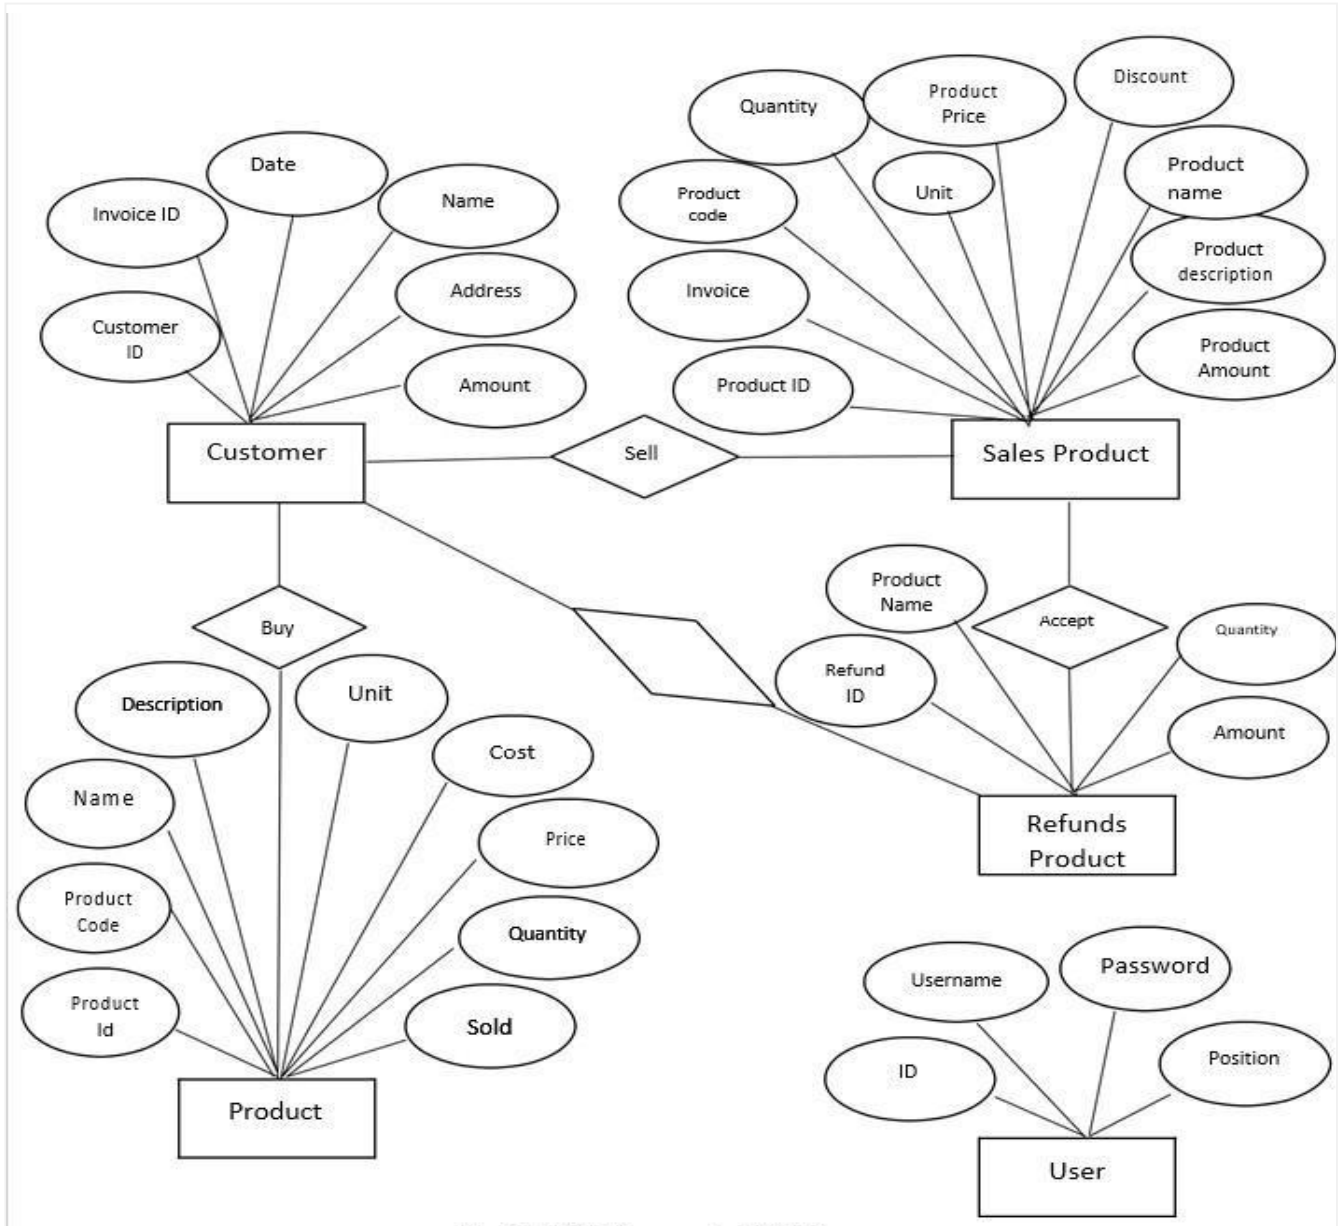 Discount
Product
Price
Quantity
Date
Product
name
Name
Unit
Product
code
Invoice ID
Product
description
Address
Invoice
Customer
ID
Product
Amount
Amount
Product ID
Customer
Sell
Sales Product
Product
Name
Accept
Quantity
Buy
Refund
ID
Unit
Description
Amount
Cost
Name
Refunds
Product
Price
Product
Code
Quantity
Username
Password
Product
Id
Sold
ID
Position
Product
User